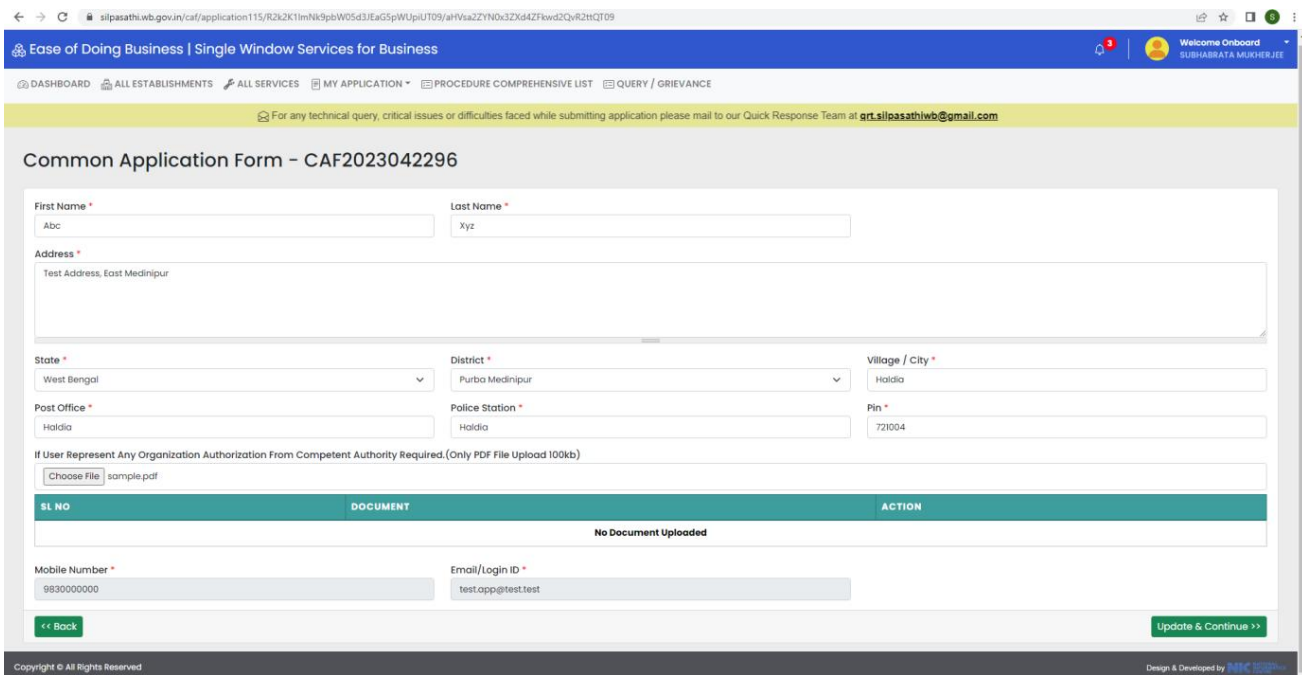 silpasathi.wb.gov.in/caf/application115/R2k2K1lmNk9pbW05d3JEaG5pWUpiUT09/aHVsa2ZYN0x3ZXd4ZFkwd2QvR2ttQT09
S
Ease of Doing Business | Single Window Services for Business
3
Welcome Onboard
SUBHABRATA MUKHERJEE
DASHBOARD ALL ESTABLISHMENTS ALL SERVICES MY APPLICATION PROCEDURE COMPREHENSIVE LIST QUERY / GRIEVANCE
For any technical query, critical issues or difficulties faced while submitting application please mail to our Quick Response Team at qrt.silpasathiwb@gmail.com
Common Application Form - CAF2023042296
First Name * Last Name *
Abc Xyz
Address *
Test Address, East Medinipur
State * District * Village / City *
West Bengal Purba Medinipur Haldia
Post Office * Police Station * Pin *
Haldia Haldia 721004
If User Represent Any Organization Authorization From Competent Authority Required.(Only PDF File Upload 100kb)
Choose File sample.pdf
SL NO DOCUMENT ACTION
No Document Uploaded
Mobile Number * Email/Login ID *
9830000000 test.app@test.test
<< Back Update & Continue >>
Copyright © All Rights Reserved Design & Developed by NIC